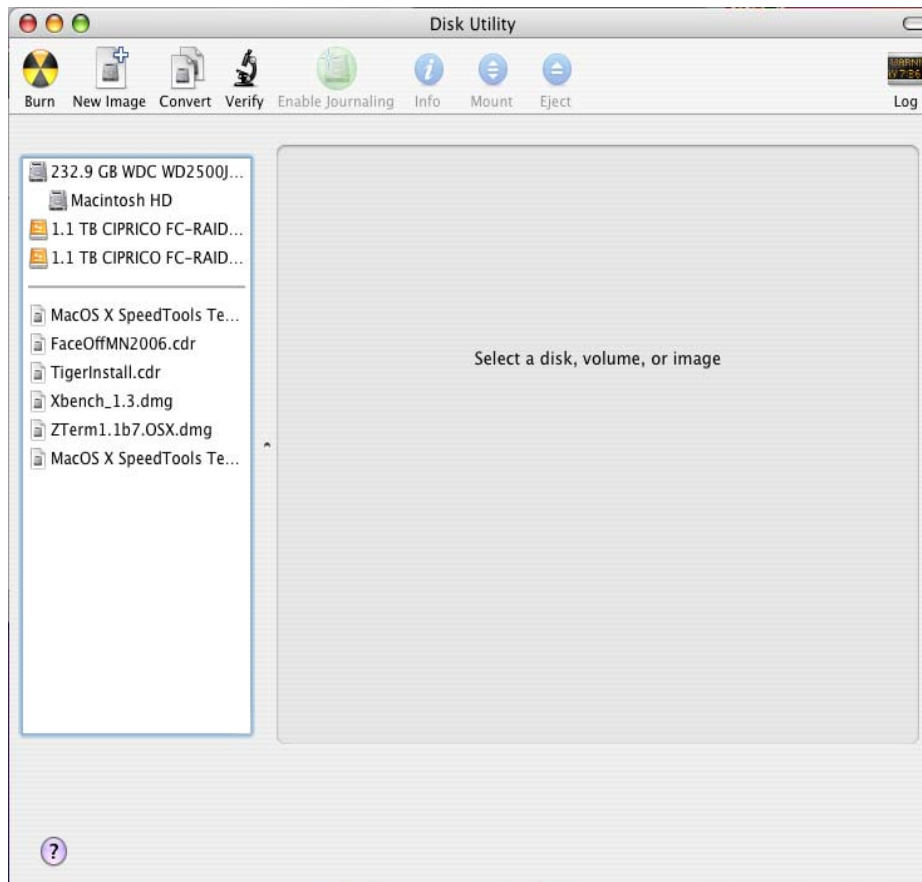 Disk Utility
Burn New Image Convert Verify Enable Journaling Info Mount Eject Log
232.9 GB WDC WD2500J...
Macintosh HD
1.1 TB CIPRICO FC-RAID...
1.1 TB CIPRICO FC-RAID...
MacOS X SpeedTools Te...
FaceOffMN2006.cdr
TigerInstall.cdr
Xbench_1.3.dmg
ZTerm1.1b7.OSX.dmg
MacOS X SpeedTools Te...
Select a disk, volume, or image
?